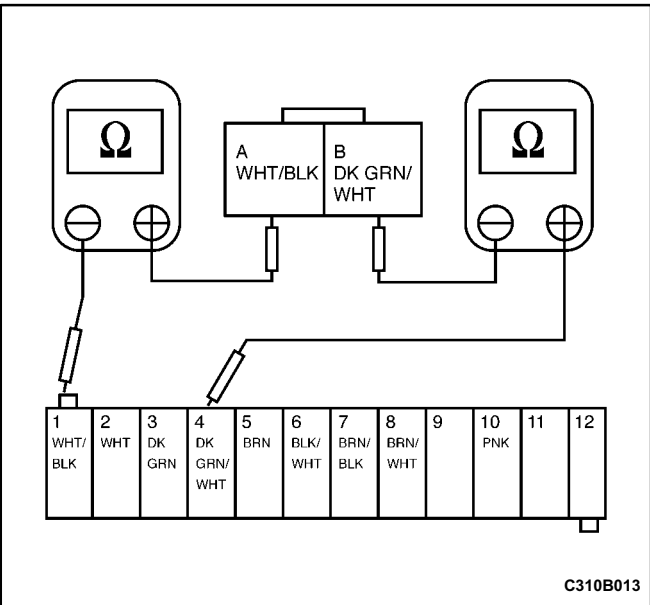 Ω
Ω
A
WHT/BLK
B
DK GRN/
WHT
1
WHT/
BLK
2
WHT
3
DK
GRN
4
DK
GRN/
WHT
5
BRN
6
BLK/
WHT
7
BRN/
BLK
8
BRN/
WHT
9
10
PNK
11
12
C310B013